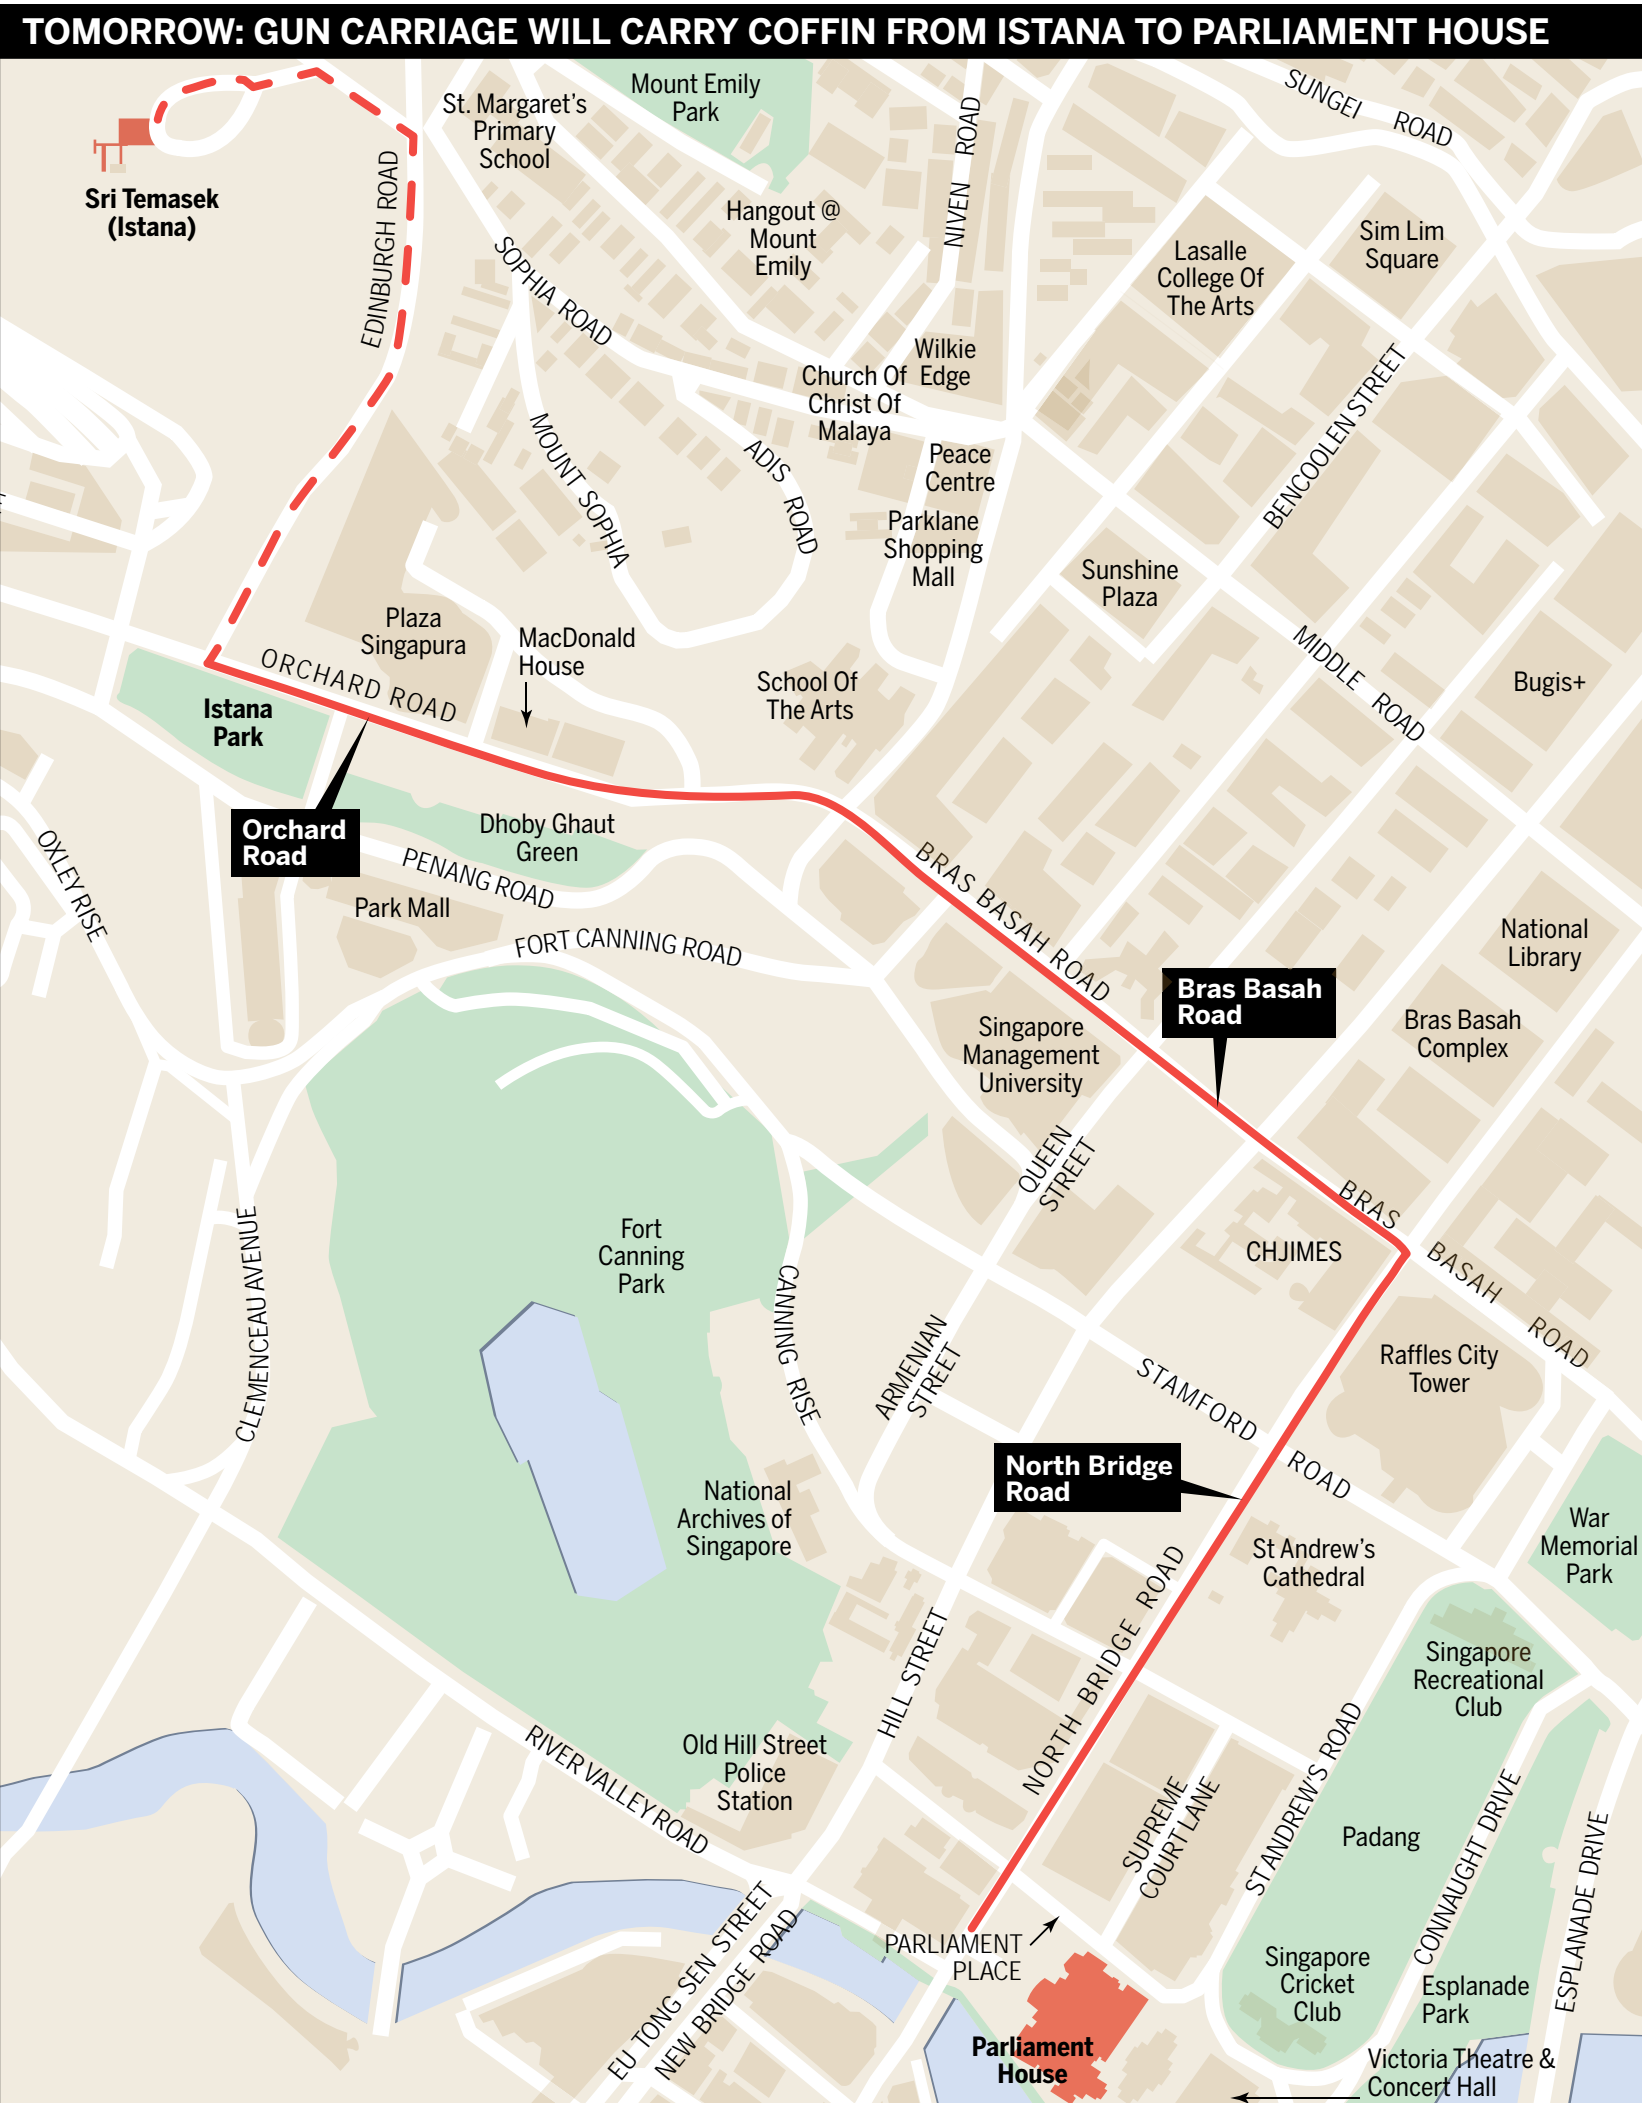 TOMORROW: GUN CARRIAGE WILL CARRY COFFIN FROM ISTANA TO PARLIAMENT HOUSE
Mount Emily
Park
St. Margaret's
Primary
School
SUNGEI ROAD
NIVEN ROAD
Sri Temasek
(Istana)
EDINBURGH ROAD
Hangout @
Mount
Emily
Sim Lim
Square
Lasalle
College Of
The Arts
SOPHIA ROAD
Wilkie
Edge
Church Of
Christ Of
Malaya
BENCOOLEN STREET
MOUNT SOPHIA
ADIS ROAD
Peace
Centre
Parklane
Shopping
Mall
Sunshine
Plaza
Plaza
Singapura
MacDonald
House
ORCHARD ROAD
School Of
The Arts
MIDDLE ROAD
Bugis+
Istana
Park
Orchard
Road
Dhoby Ghaut
Green
PENANG ROAD
OXLEY RISE
Park Mall
FORT CANNING ROAD
BRAS BASAH ROAD
National
Library
Bras Basah
Road
Bras Basah
Complex
Singapore
Management
University
QUEEN
STREET
BRAS BASAH ROAD
CHJIMES
Fort
Canning
Park
CLEMENCEAU AVENUE
CANNING RISE
ARMENIAN
STREET
STAMFORD ROAD
Raffles City
Tower
North Bridge
Road
National
Archives of
Singapore
War
Memorial
Park
St Andrew's
Cathedral
NORTH BRIDGE ROAD
HILL STREET
Singapore
Recreational
Club
Old Hill Street
Police
Station
RIVER VALLEY ROAD
SUPREME
COURT LANE
ST ANDREW'S ROAD
Padang
CONNAUGHT DRIVE
ESPLANADE DRIVE
EU TONG SEN STREET
NEW BRIDGE ROAD
PARLIAMENT
PLACE
Singapore
Cricket
Club
Esplanade
Park
Parliament
House
Victoria Theatre &
Concert Hall